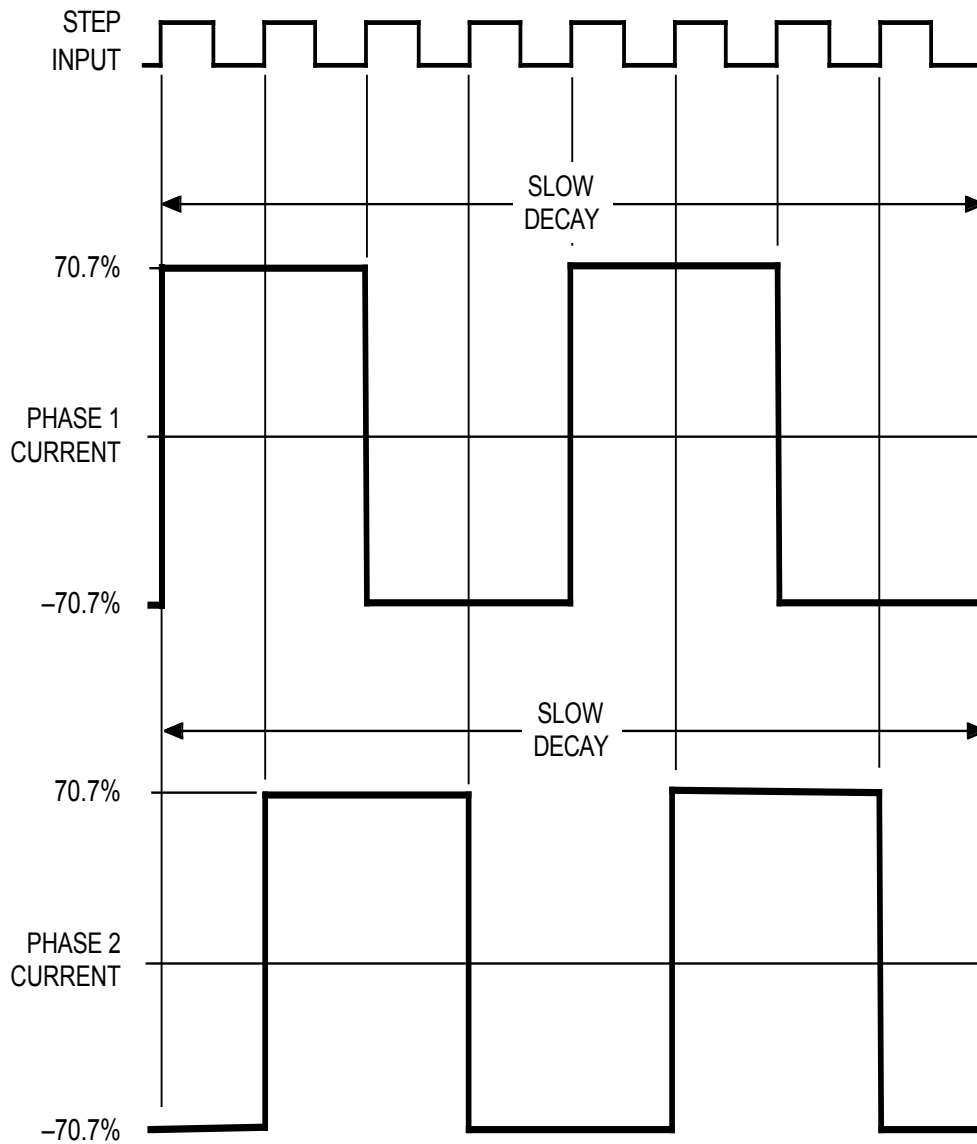 STEP
INPUT
SLOW
DECAY
70.7%
PHASE 1
CURRENT
–70.7%
SLOW
DECAY
70.7%
PHASE 2
CURRENT
–70.7%